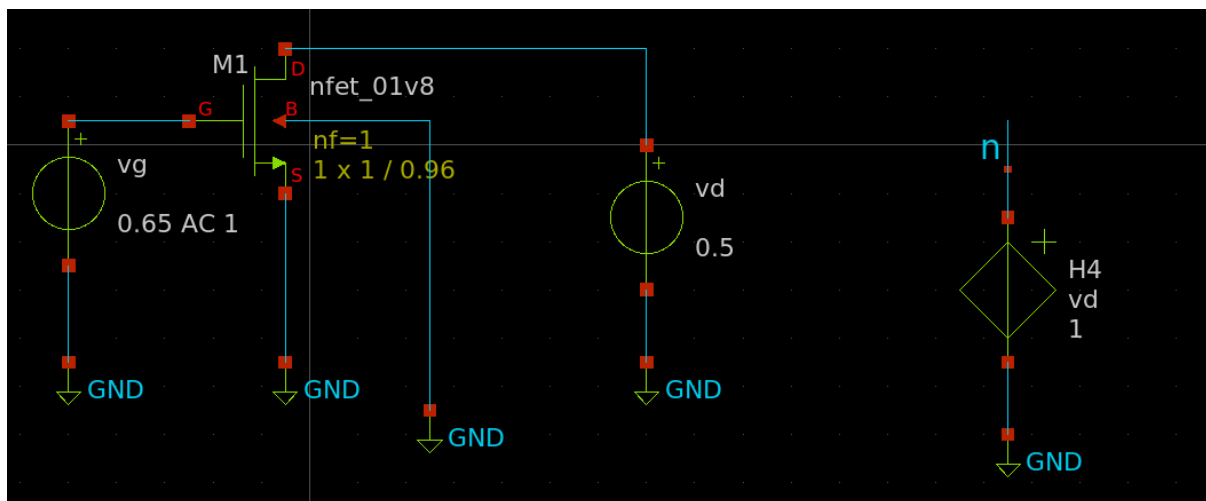 M1
D
nfet_01v8
G
B
+
vg
nf=1
1 x 1 / 0.96
S
0.65 AC 1
+
vd
0.5
n
+
H4
vd
1
GND
GND
GND
GND
GND